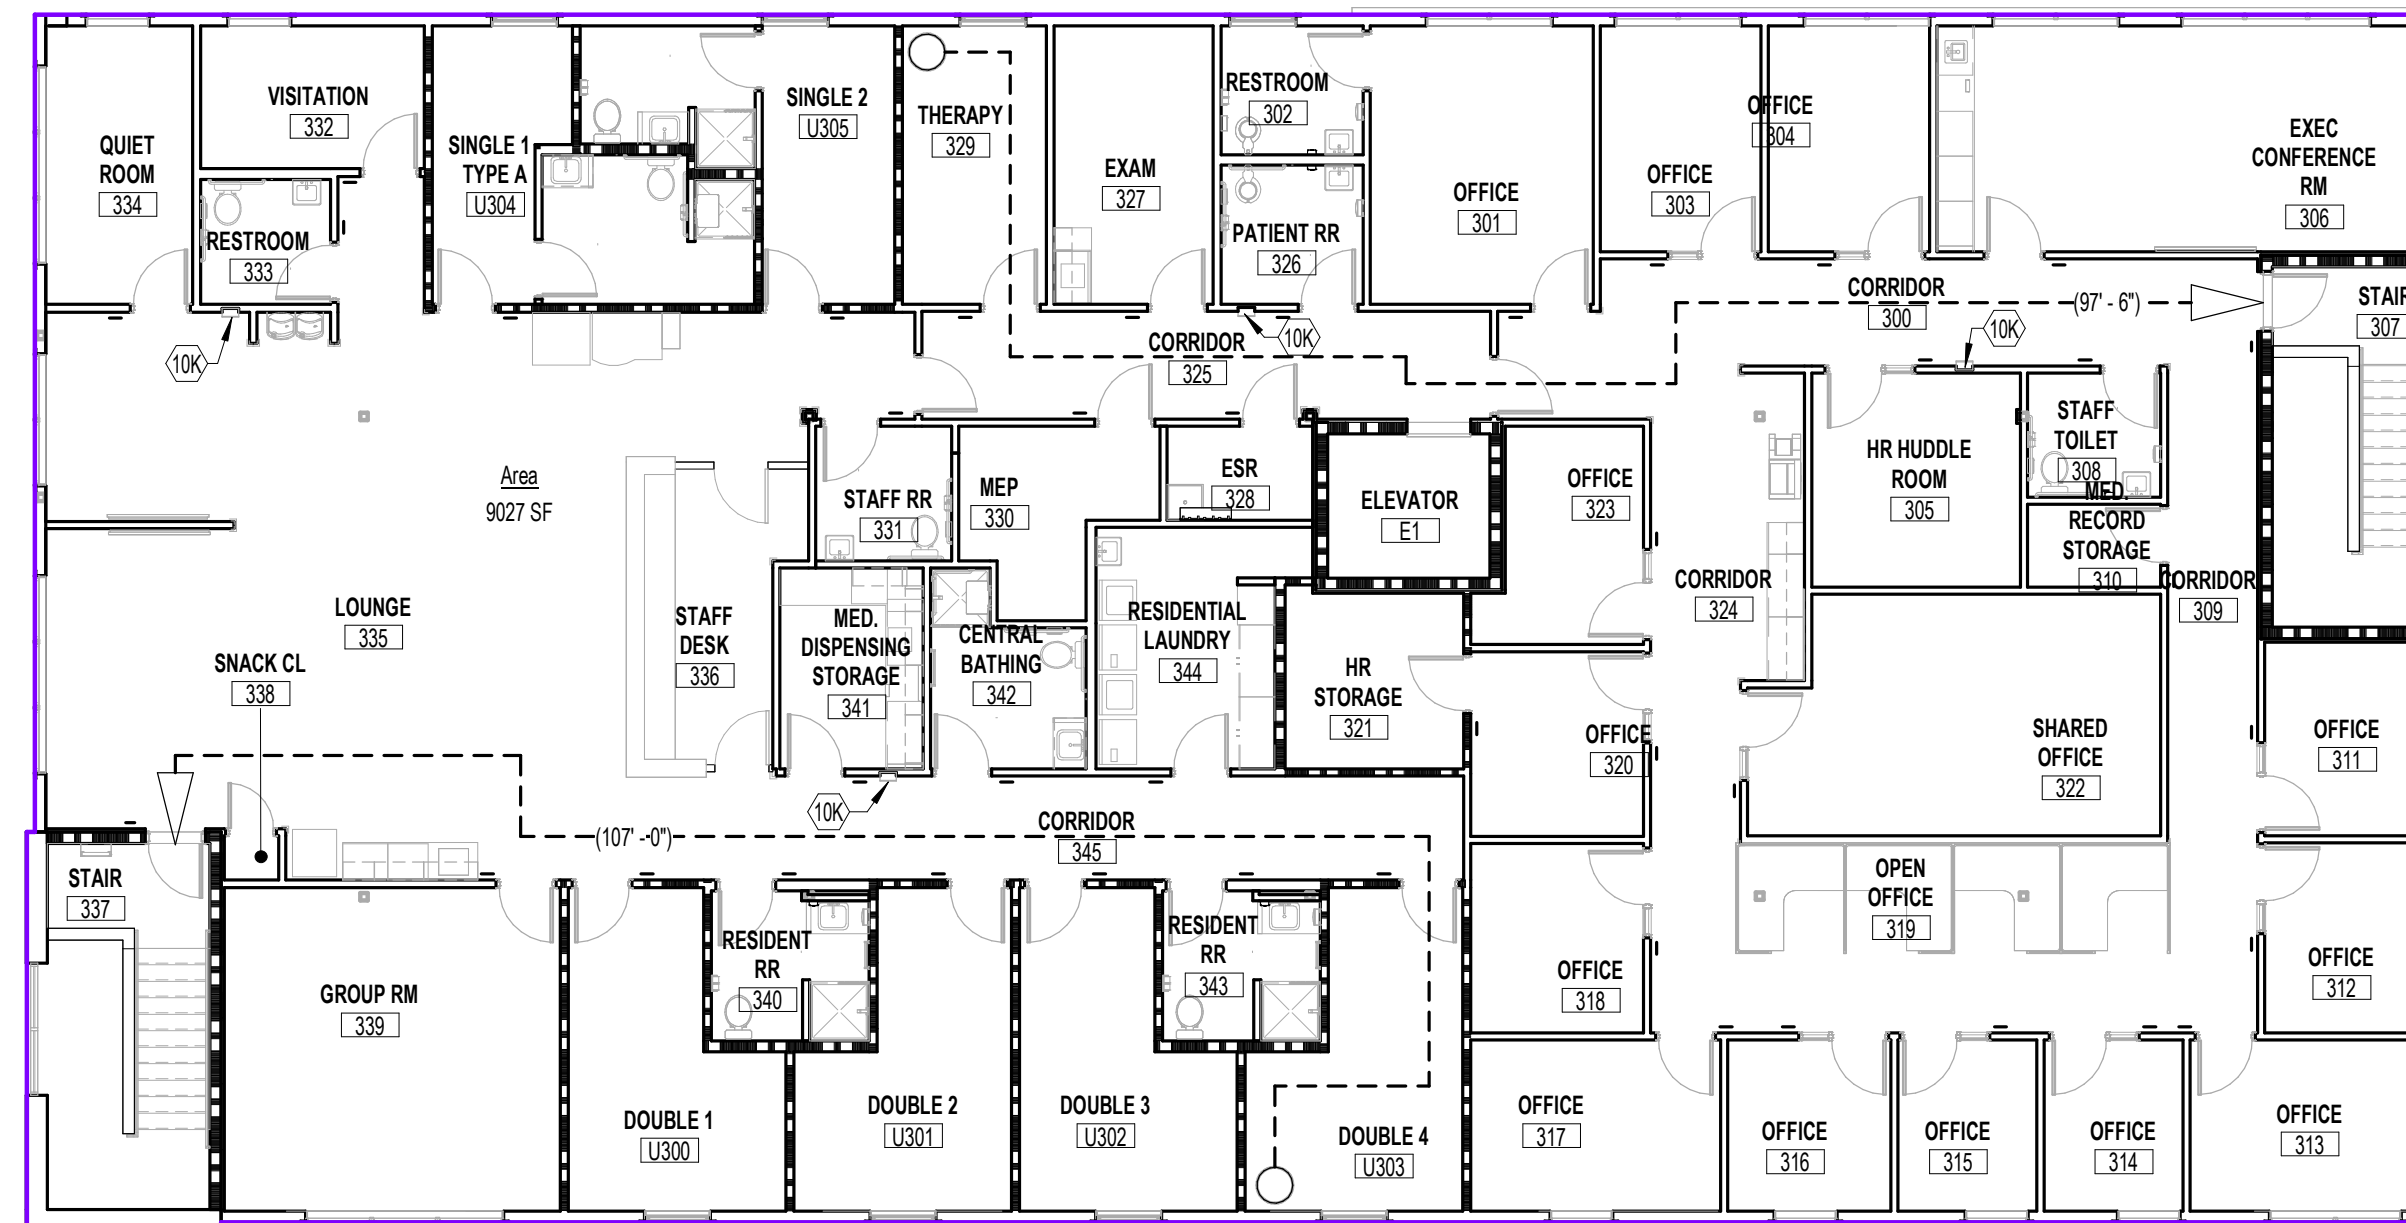 VISITATION
332
QUIET
ROOM
334
RESTROOM
333
SINGLE 1
TYPE A
U304
SINGLE 2
U305
THERAPY
329
EXAM
327
RESTROOM
302
PATIENT RR
326
OFFICE
301
OFFICE
303
OFFICE
304
EXEC
CONFERENCE
RM
306
CORRIDOR
300
(97' - 6")
STAIR
307
10K
10K
10K
CORRIDOR
325
Area
9027 SF
STAFF RR
331
MEP
330
ESR
328
ELEVATOR
E1
OFFICE
323
HR HUDDLE
ROOM
305
STAFF
TOILET
308
MED.
RECORD
STORAGE
310
CORRIDOR
324
CORRIDOR
309
LOUNGE
335
SNACK CL
338
STAFF
DESK
336
MED.
DISPENSING
STORAGE
341
CENTRAL
BATHING
342
RESIDENTIAL
LAUNDRY
344
HR
STORAGE
321
OFFICE
320
SHARED
OFFICE
322
OFFICE
311
10K
(107' - 0")
CORRIDOR
345
STAIR
337
OPEN
OFFICE
319
RESIDENT
RR
340
RESIDENT
RR
343
OFFICE
318
OFFICE
312
GROUP RM
339
DOUBLE 1
U300
DOUBLE 2
U301
DOUBLE 3
U302
DOUBLE 4
U303
OFFICE
317
OFFICE
316
OFFICE
315
OFFICE
314
OFFICE
313